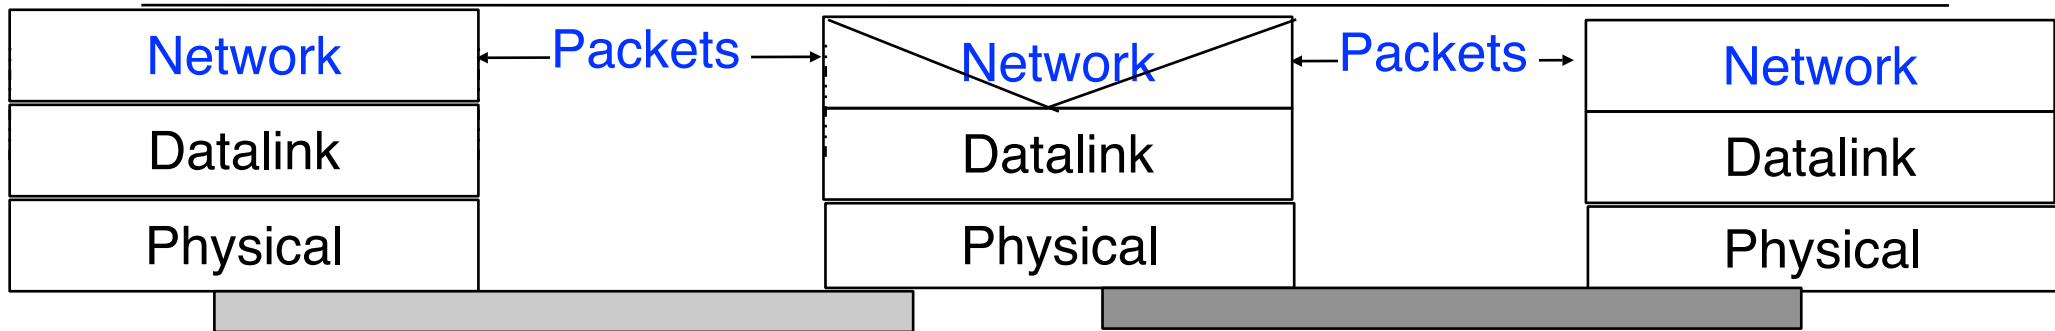 Network Packets Network Packets Network
Datalink Datalink Datalink
Physical Physical Physical